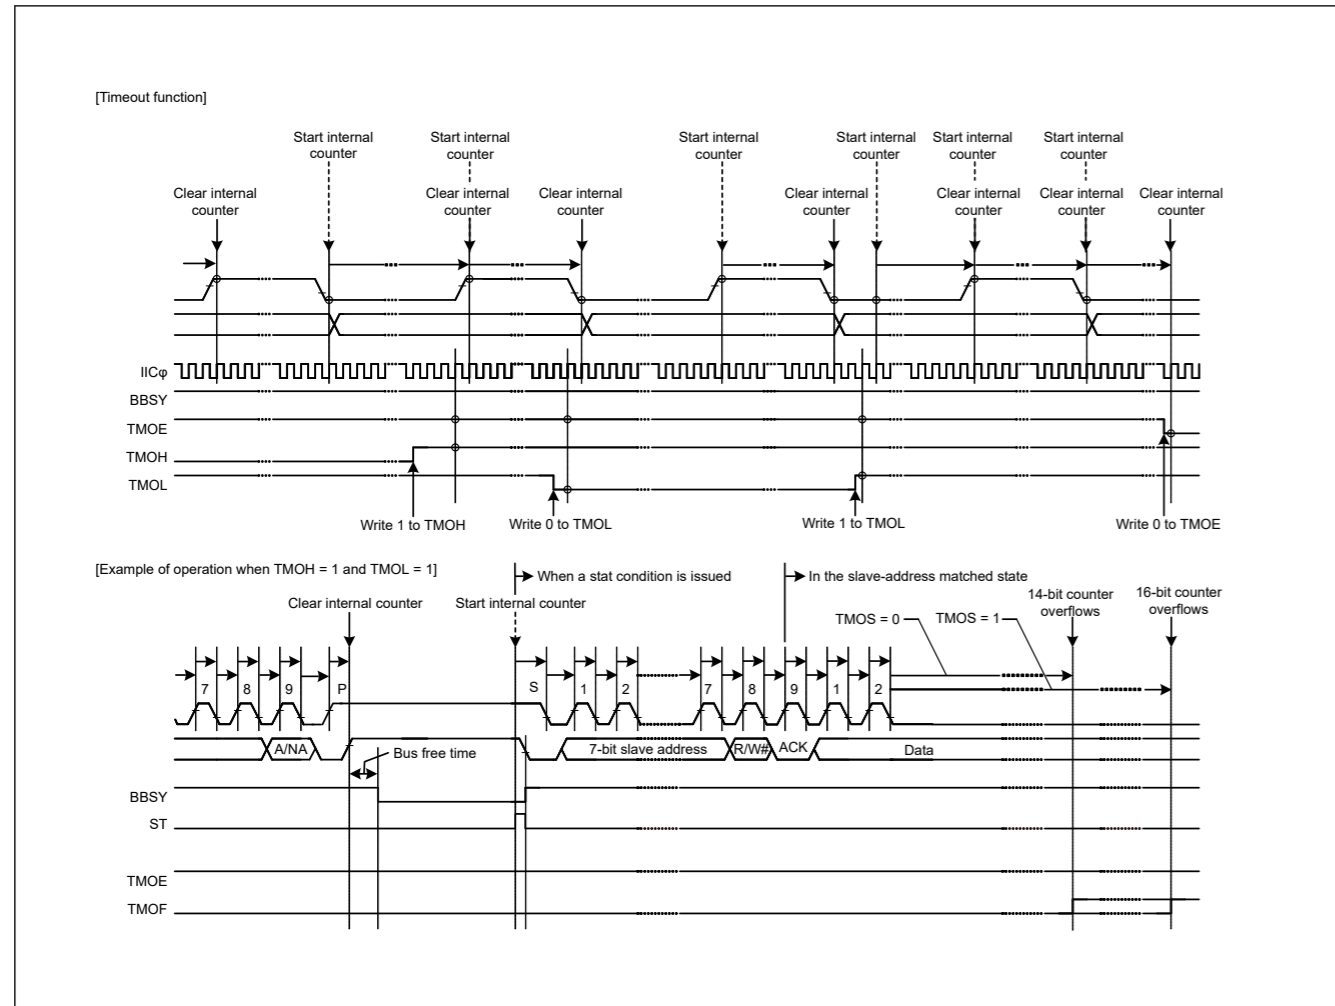 [Timeout function]
Start internal counter
Start internal counter
Start internal counter
Start internal counter
Start internal counter
Start internal counter
Clear internal counter
Clear internal counter
Clear internal counter
Clear internal counter
Clear internal counter
Clear internal counter
Clear internal counter
IICφ
BBSY
TMOE
TMOH
TMOL
Write 1 to TMOH
Write 0 to TMOL
Write 1 to TMOL
Write 0 to TMOE
[Example of operation when TMOH = 1 and TMOL = 1]
When a stat condition is issued
In the slave-address matched state
Clear internal counter
Start internal counter
14-bit counter overflows
16-bit counter overflows
TMOS = 0
TMOS = 1
7
8
9
P
S
1
2
7
8
9
1
2
A/NA
Bus free time
7-bit slave address
R/W#
ACK
Data
BBSY
ST
TMOE
TMOF